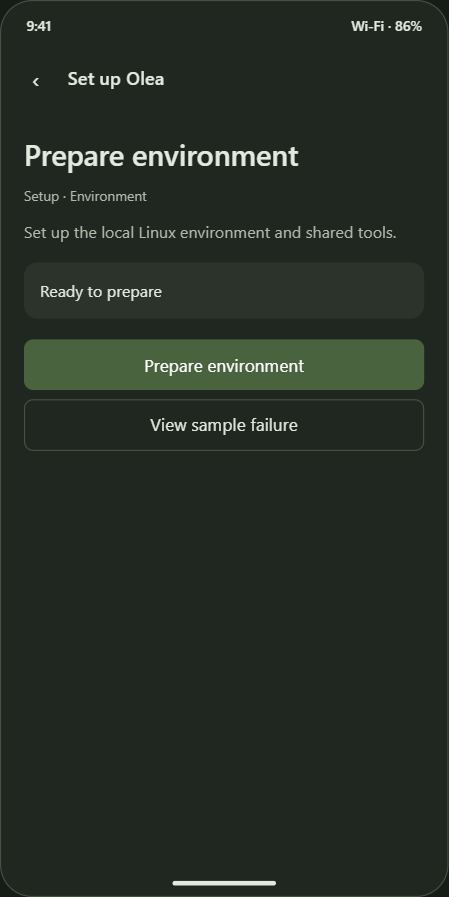 9:41
Wi-Fi · 86%
‹
Set up Olea
Prepare environment
Setup · Environment
Set up the local Linux environment and shared tools.
Ready to prepare
Prepare environment
View sample failure